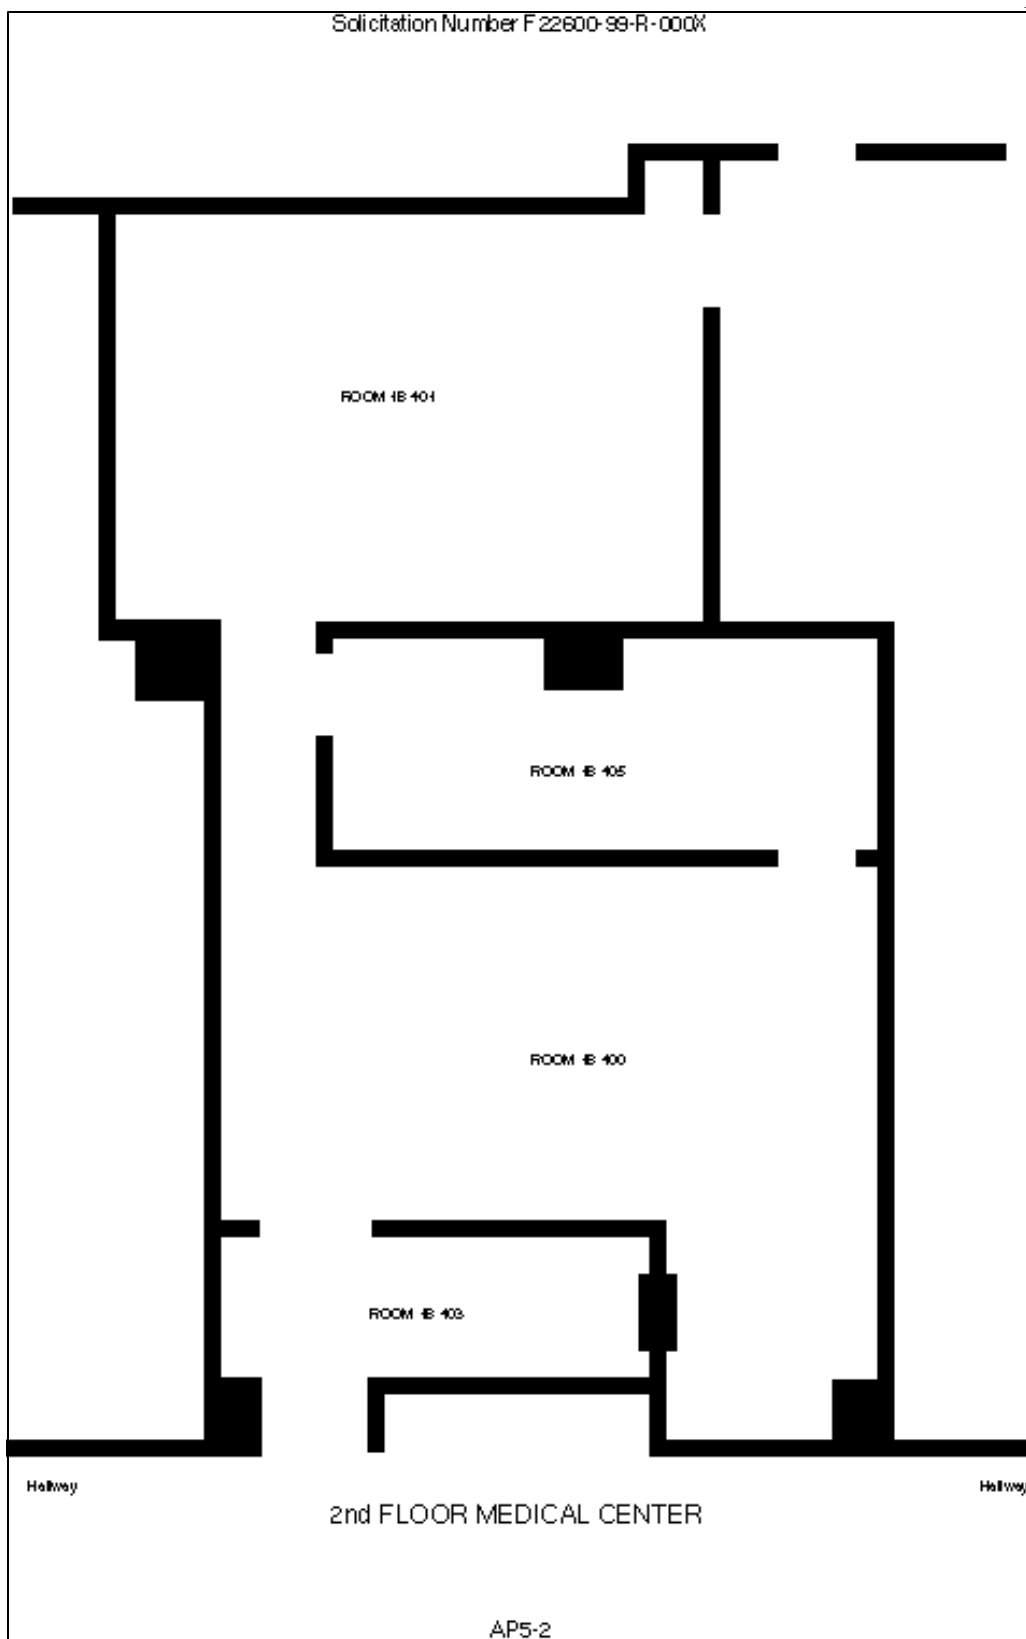 Solicitation Number F22600-99-R-000X
ROOM 4B 401
ROOM 4B 405
ROOM 4B 400
ROOM 4B 403
Hallway
Hallway
2nd FLOOR MEDICAL CENTER
AP5-2